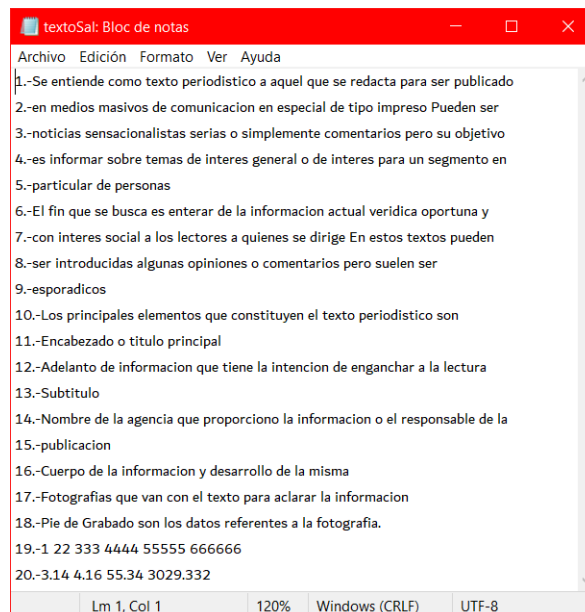 textoSal: Bloc de notas
Archivo Edición Formato Ver Ayuda
1.-Se entiende como texto periodistico a aquel que se redacta para ser publicado
2.-en medios masivos de comunicacion en especial de tipo impreso Pueden ser
3.-noticias sensacionalistas serias o simplemente comentarios pero su objetivo
4.-es informar sobre temas de interes general o de interes para un segmento en
5.-particular de personas
6.-El fin que se busca es enterar de la informacion actual veridica oportuna y
7.-con interes social a los lectores a quienes se dirige En estos textos pueden
8.-ser introducidas algunas opiniones o comentarios pero suelen ser
9.-esporadicos
10.-Los principales elementos que constituyen el texto periodistico son
11.-Encabezado o titulo principal
12.-Adelanto de informacion que tiene la intencion de enganchar a la lectura
13.-Subtitulo
14.-Nombre de la agencia que proporciono la informacion o el responsable de la
15.-publicacion
16.-Cuerpo de la informacion y desarrollo de la misma
17.-Fotografias que van con el texto para aclarar la informacion
18.-Pie de Grabado son los datos referentes a la fotografia.
19.-1 22 333 4444 55555 666666
20.-3.14 4.16 55.34 3029.332
Lm 1, Col 1 120% Windows (CRLF) UTF-8